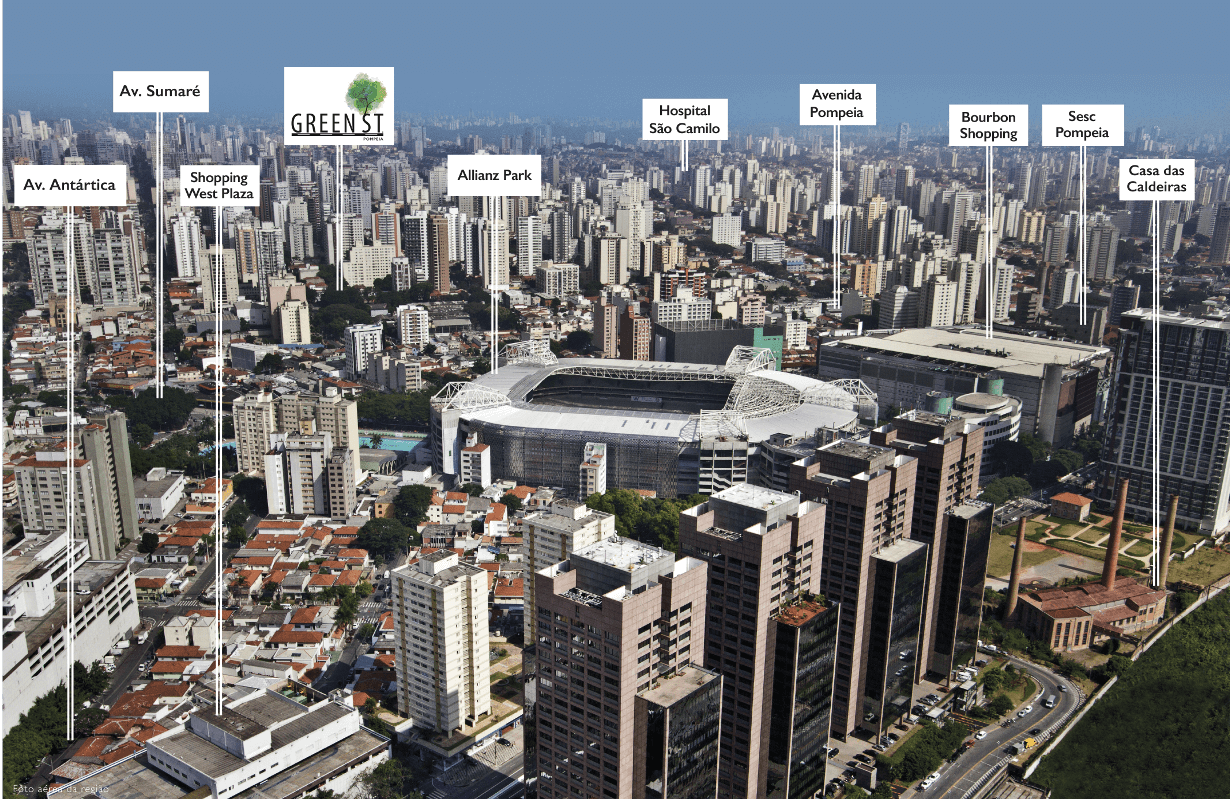 Av. Sumaré
GREEN ST
POMPEIA
Hospital
São Camilo
Avenida
Pompeia
Bourbon
Shopping
Sesc
Pompeia
Av. Antártica
Shopping
West Plaza
Allianz Park
Casa das
Caldeiras
Foto aérea da região